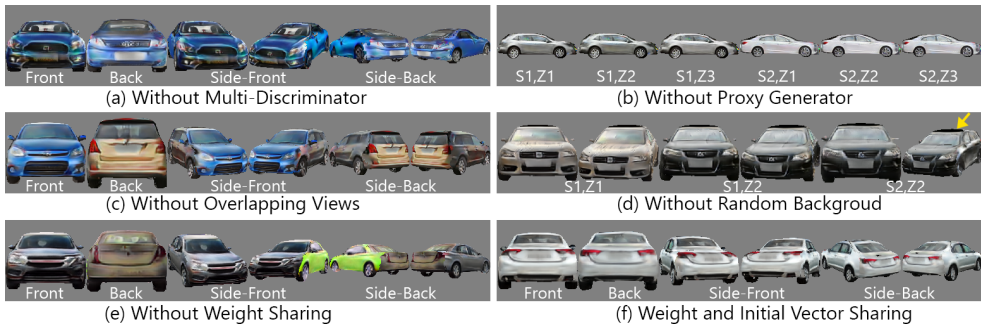 Front Back Side-Front Side-Back
(a) Without Multi-Discriminator
S1,Z1 S1,Z2 S1,Z3 S2,Z1 S2,Z2 S2,Z3
(b) Without Proxy Generator
Front Back Side-Front Side-Back
(c) Without Overlapping Views
S1,Z1 S1,Z2 S2,Z2
(d) Without Random Backgroud
Front Back Side-Front Side-Back
(e) Without Weight Sharing
Front Back Side-Front Side-Back
(f) Weight and Initial Vector Sharing